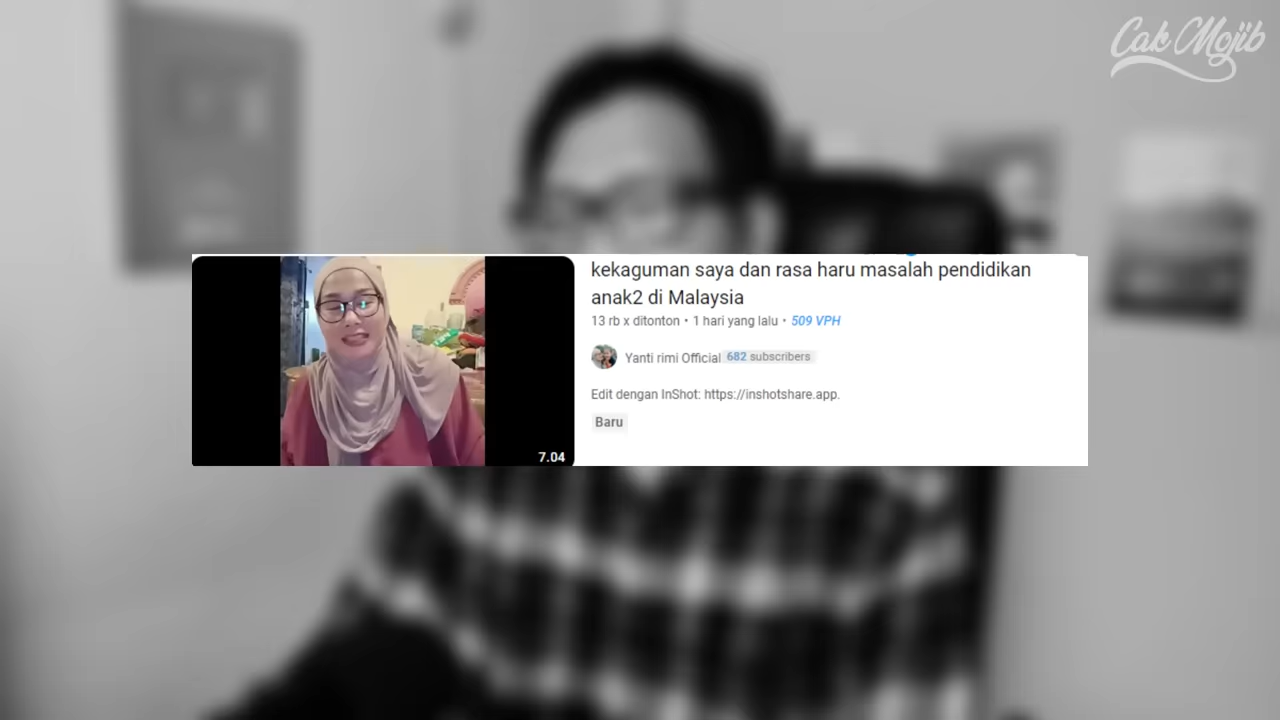 Cak Mojib
kekaguman saya dan rasa haru masalah pendidikan
anak2 di Malaysia
13 rb x ditonton • 1 hari yang lalu • 509 VPH
Yanti rimi Official 682 subscribers
Edit dengan InShot: https://inshotshare.app.
Baru
7.04